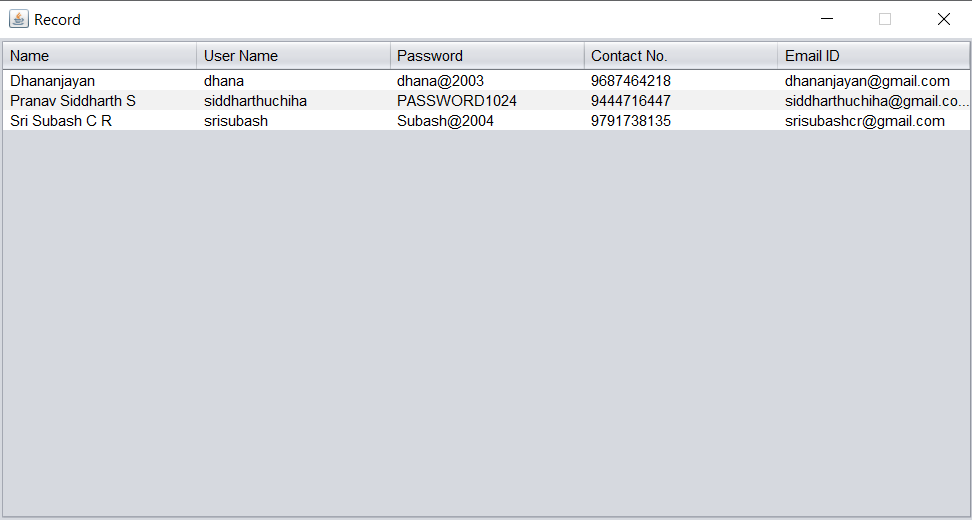 Record
Name User Name Password Contact No. Email ID
Dhananjayan dhana dhana@2003 9687464218 dhananjayan@gmail.com
Pranav Siddharth S siddharthuchiha PASSWORD1024 9444716447 siddharthuchiha@gmail.co...
Sri Subash C R srisubash Subash@2004 9791738135 srisubashcr@gmail.com